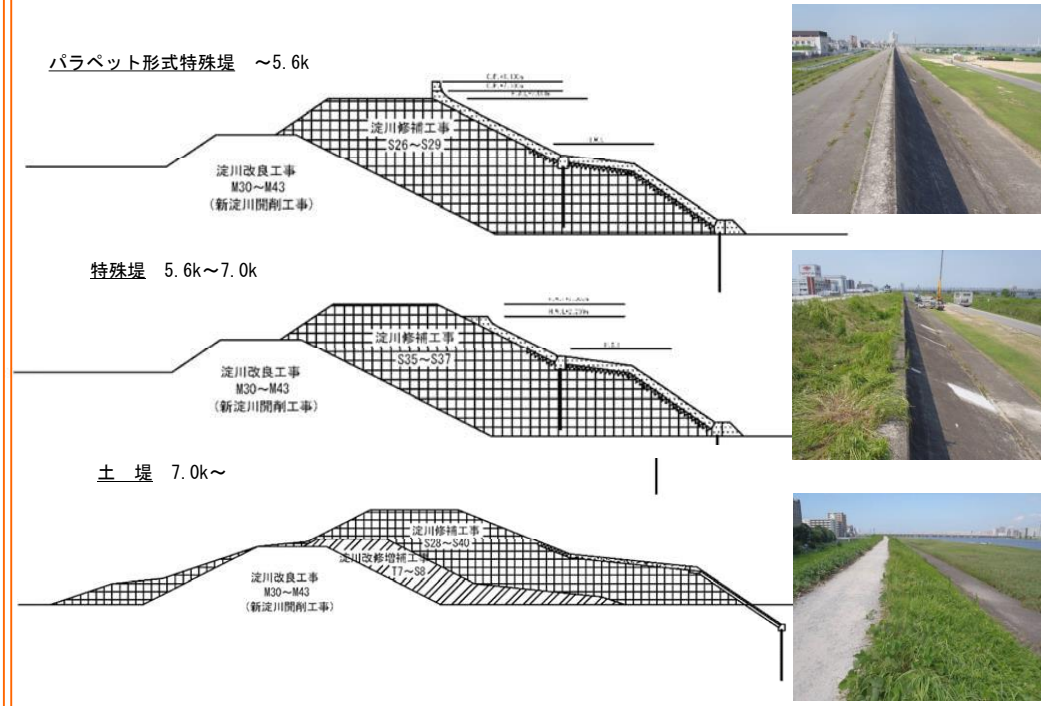 パラペット形式特殊堤 ～5.6k
淀川修補工事
S26～S29
淀川改良工事
M30～M43
(新淀川開削工事)
特殊堤 5.6k～7.0k
淀川修補工事
S35～S37
淀川改良工事
M30～M43
(新淀川開削工事)
土 堤 7.0k～
淀川修補工事
S28～S40
淀川改修増補工事
T7～S8
淀川改良工事
M30～M43
(新淀川開削工事)